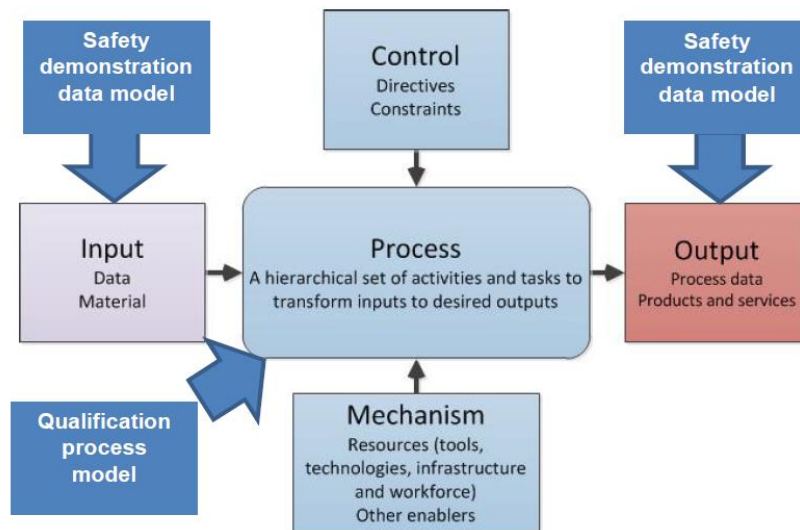 Safety
demonstration
data model
Control
Directives
Constraints
Safety
demonstration
data model
Input
Data
Material
Process
A hierarchical set of activities and tasks to
transform inputs to desired outputs
Output
Process data
Products and services
Qualification
process
model
Mechanism
Resources (tools,
technologies, infrastructure
and workforce)
Other enablers